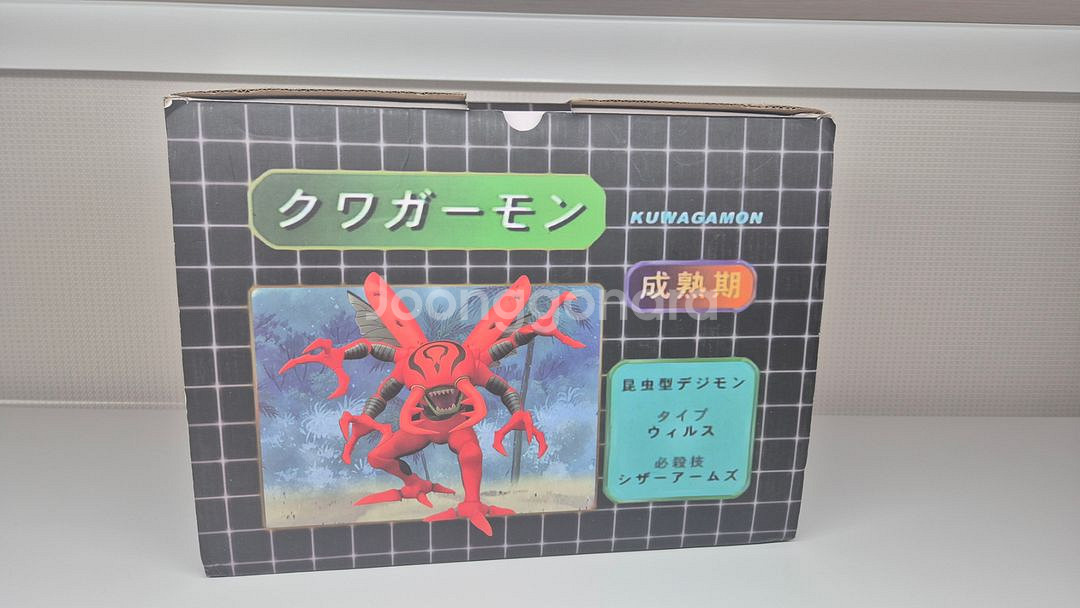 クワガーモン
KUWAGAMON
成熟期
Joonggonara
昆虫型デジモン
タイプ
ウィルス
必殺技
シザーアームズ